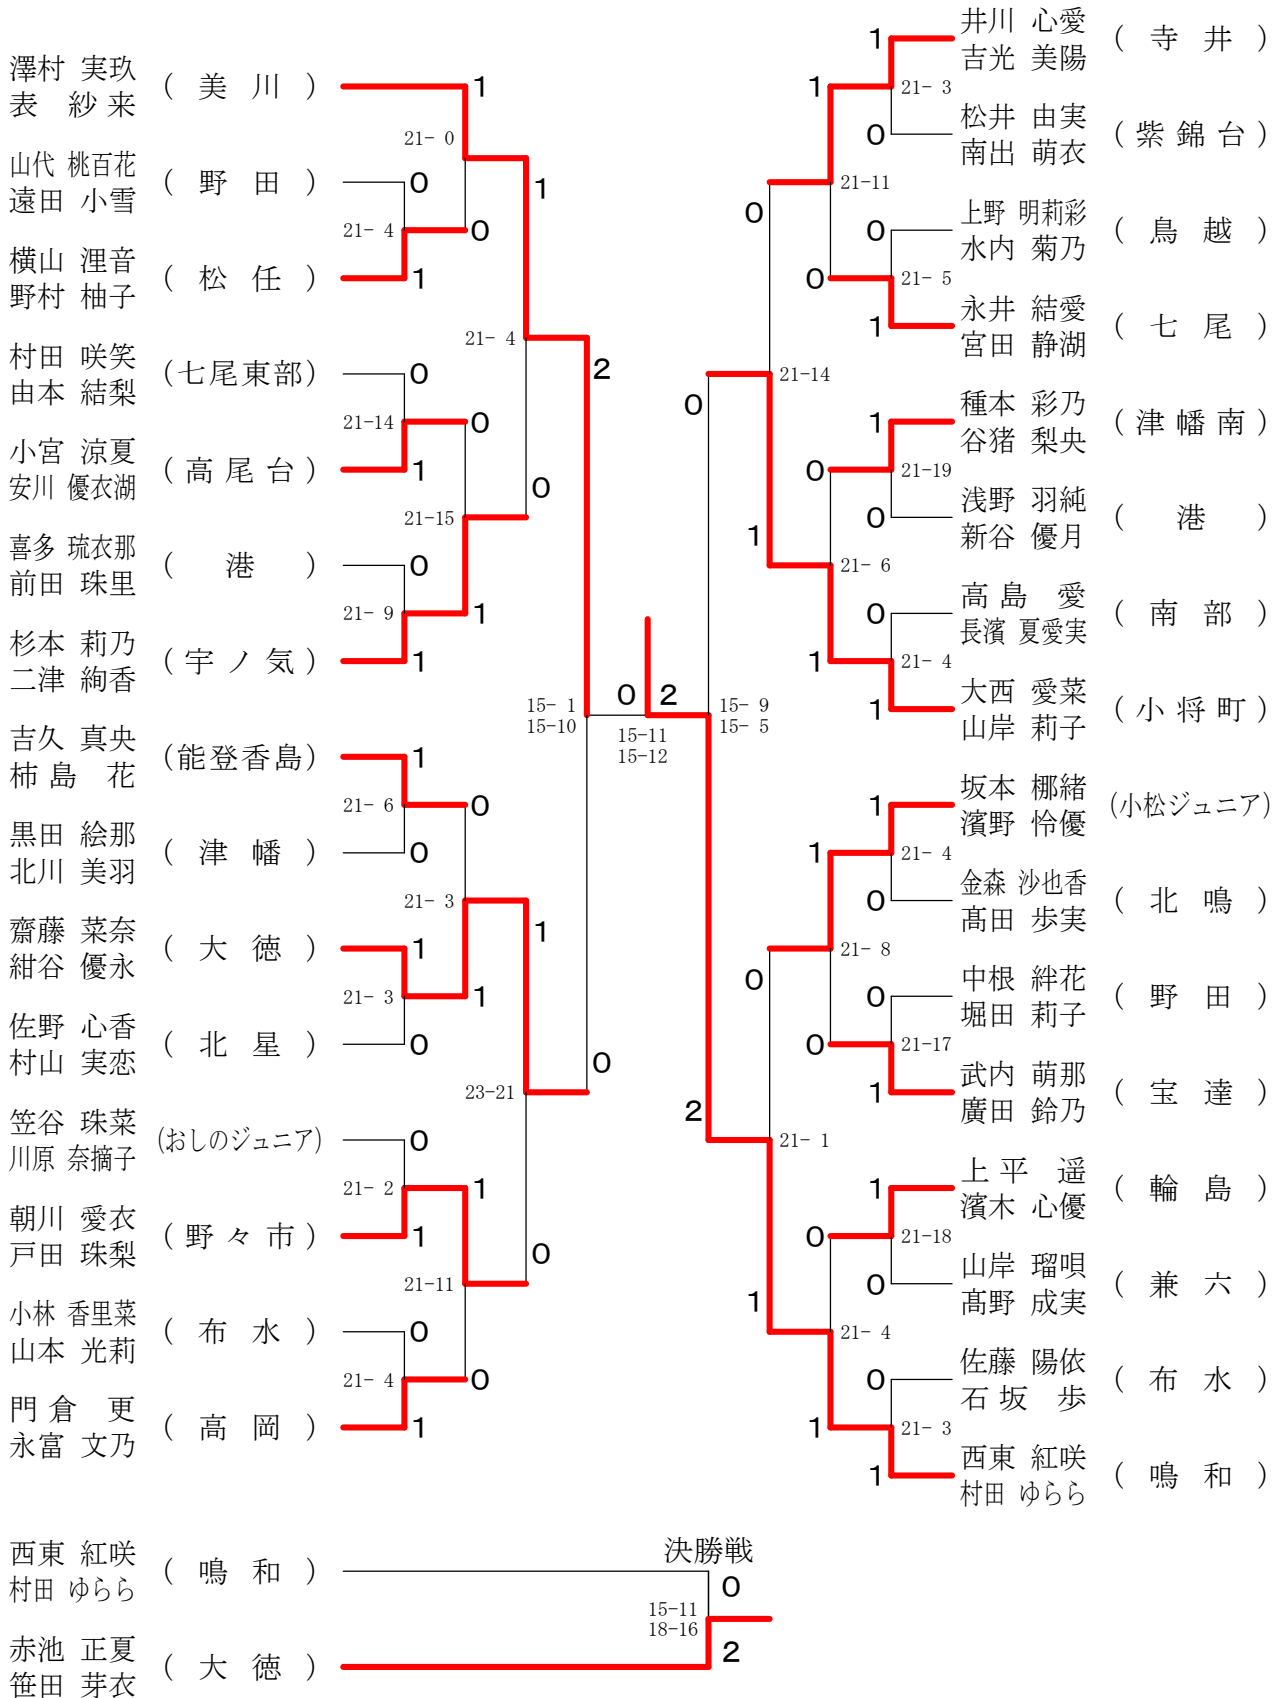 澤村 実玖
表 紗来
( 美 川 )
1
21- 0
山代 桃百花
遠田 小雪
( 野 田 )
0
1
21- 4
0
横山 浬音
野村 柚子
( 松 任 )
1
21- 4
2
村田 咲笑
由本 結梨
(七尾東部)
0
21-14
0
小宮 涼夏
安川 優衣湖
(高尾台)
1
0
21-15
喜多 琉衣那
前田 珠里
( 港 )
0
21- 9
1
杉本 莉乃
二津 絢香
(宇ノ気)
1
15- 1
15-10
0
2
15-11
15-12
吉久 真央
柿島 花
(能登香島)
1
21- 6
0
黒田 絵那
北川 美羽
( 津 幡 )
0
21- 3
1
齋藤 菜奈
紺谷 優永
( 大 徳 )
1
21- 3
1
佐野 心香
村山 実恋
( 北 星 )
0
23-21
0
笠谷 珠菜
川原 奈摘子
(おしのジュニア)
0
21- 2
1
朝川 愛衣
戸田 珠梨
(野々市)
1
0
21-11
小林 香里菜
山本 光莉
( 布 水 )
0
21- 4
0
門倉 更
永富 文乃
( 高 岡 )
1
井川 心愛
吉光 美陽
( 寺 井 )
1
21- 3
1
松井 由実
南出 萌衣
(紫錦台)
0
21-11
0
上野 明莉彩
水内 菊乃
( 鳥 越 )
0
21- 5
0
永井 結愛
宮田 静湖
( 七 尾 )
1
21-14
0
種本 彩乃
谷猪 梨央
(津幡南)
1
21-19
0
浅野 羽純
新谷 優月
( 港 )
0
1
21- 6
高島 愛
長濱 夏愛実
( 南 部 )
0
21- 4
1
大西 愛菜
山岸 莉子
(小将町)
1
15- 9
15- 5
坂本 梛緒
濱野 怜優
(小松ジュニア)
1
21- 4
1
金森 沙也香
髙田 歩実
( 北 鳴 )
0
21- 8
0
中根 絆花
堀田 莉子
( 野 田 )
0
21-17
0
武内 萌那
廣田 鈴乃
( 宝 達 )
1
2
21- 1
上平 遥
濱木 心優
( 輪 島 )
1
21-18
0
山岸 瑠唄
髙野 成実
( 兼 六 )
0
1
21- 4
佐藤 陽依
石坂 歩
( 布 水 )
0
21- 3
1
西東 紅咲
村田 ゆらら
( 鳴 和 )
1
決勝戦
西東 紅咲
村田 ゆらら
( 鳴 和 )
0
15-11
18-16
赤池 正夏
笹田 芽衣
( 大 徳 )
2